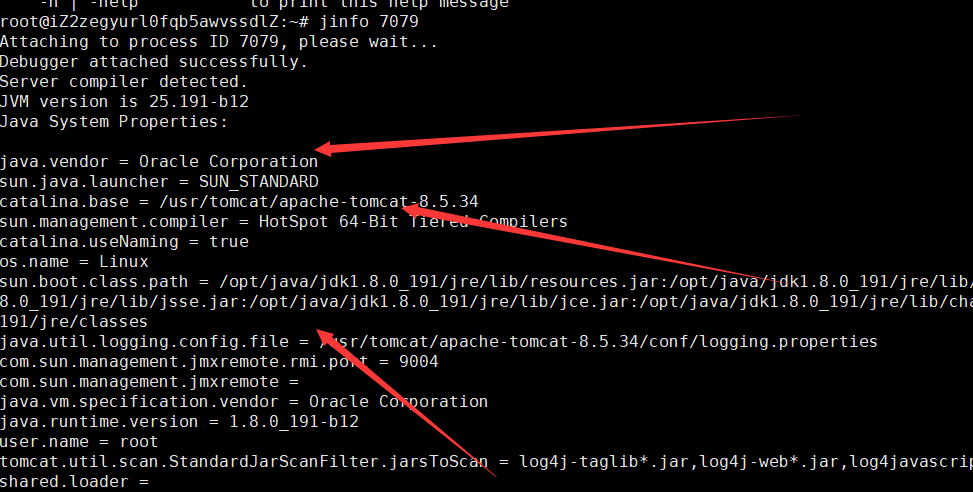 -h | -help to print this help message
root@iZ2zegyurl0fqb5awvssdlZ:~# jinfo 7079
Attaching to process ID 7079, please wait...
Debugger attached successfully.
Server compiler detected.
JVM version is 25.191-b12
Java System Properties:
java.vendor = Oracle Corporation
sun.java.launcher = SUN_STANDARD
catalina.base = /usr/tomcat/apache-tomcat-8.5.34
sun.management.compiler = HotSpot 64-Bit Tiered Compilers
catalina.useNaming = true
os.name = Linux
sun.boot.class.path = /opt/java/jdk1.8.0_191/jre/lib/resources.jar:/opt/java/jdk1.8.0_191/jre/lib/
8.0_191/jre/lib/jsse.jar:/opt/java/jdk1.8.0_191/jre/lib/jce.jar:/opt/java/jdk1.8.0_191/jre/lib/cha
191/jre/classes
java.util.logging.config.file = /usr/tomcat/apache-tomcat-8.5.34/conf/logging.properties
com.sun.management.jmxremote.rmi.port = 9004
com.sun.management.jmxremote =
java.vm.specification.vendor = Oracle Corporation
java.runtime.version = 1.8.0_191-b12
user.name = root
tomcat.util.scan.StandardJarScanFilter.jarsToScan = log4j-taglib*.jar,log4j-web*.jar,log4javascrip
shared.loader =